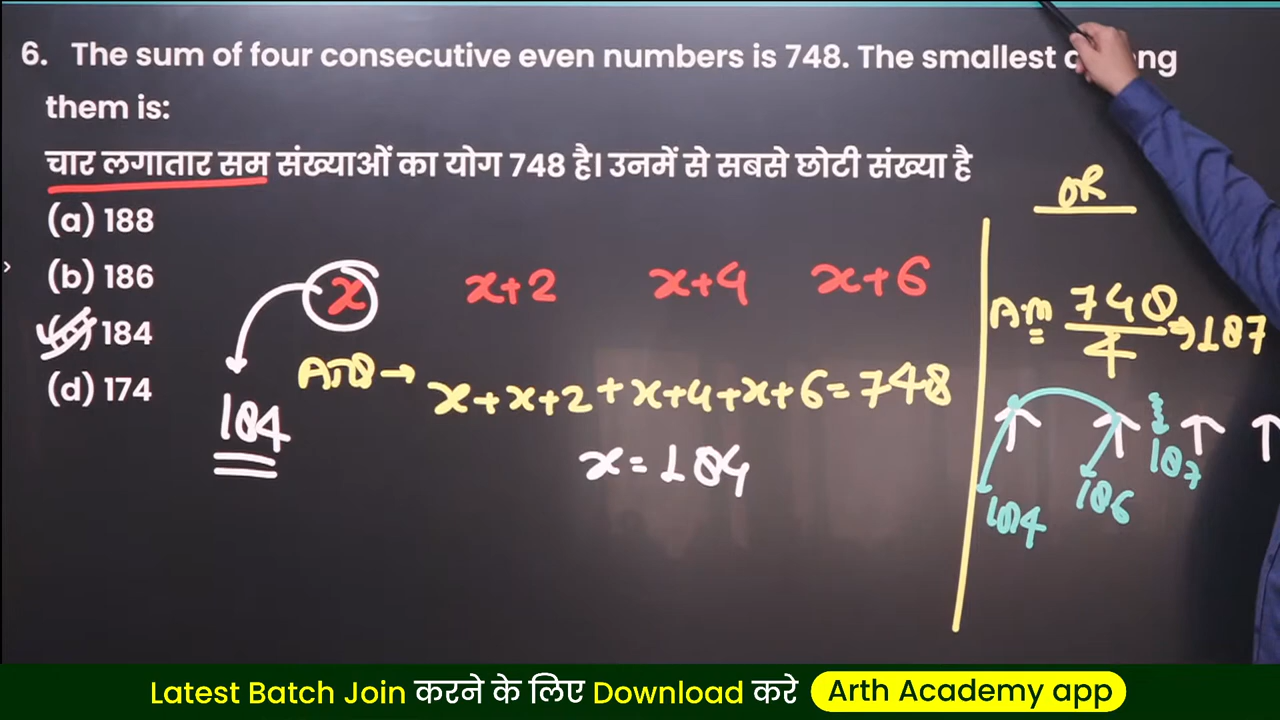 6. The sum of four consecutive even numbers is 748. The smallest among
them is:
चार लगातार सम संख्याओं का योग 748 है। उनमें से सबसे छोटी संख्या है
(a) 188
(b) 186
(c) 184
(d) 174
x x+2 x+4 x+6
184
ATQ → x+x+2+x+4+x+6=748
x=184
OR
A.M 748/4 → 187
184 186 187
Latest Batch Join करने के लिए Download करे Arth Academy app